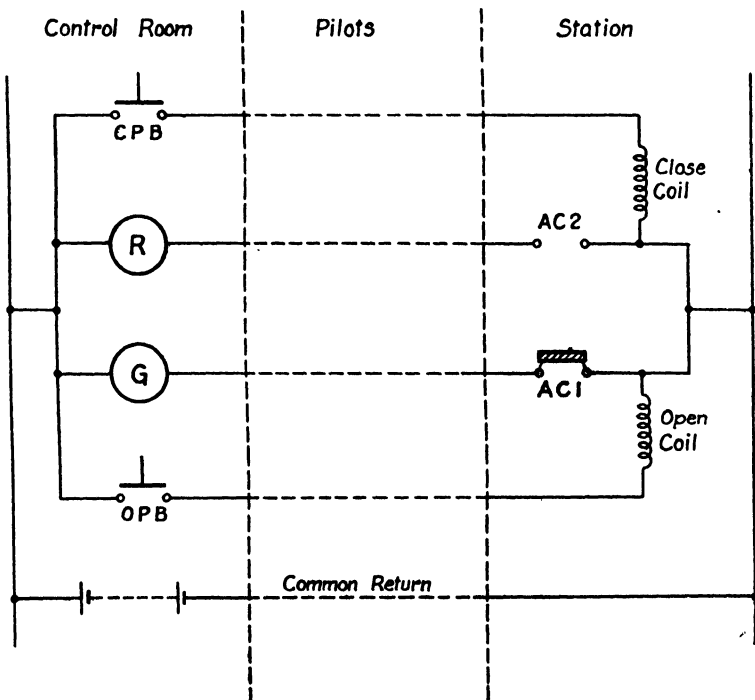 Control Room
Pilots
Station
CPB
Close
Coil
R
AC2
G
AC1
Open
Coil
OPB
Common Return